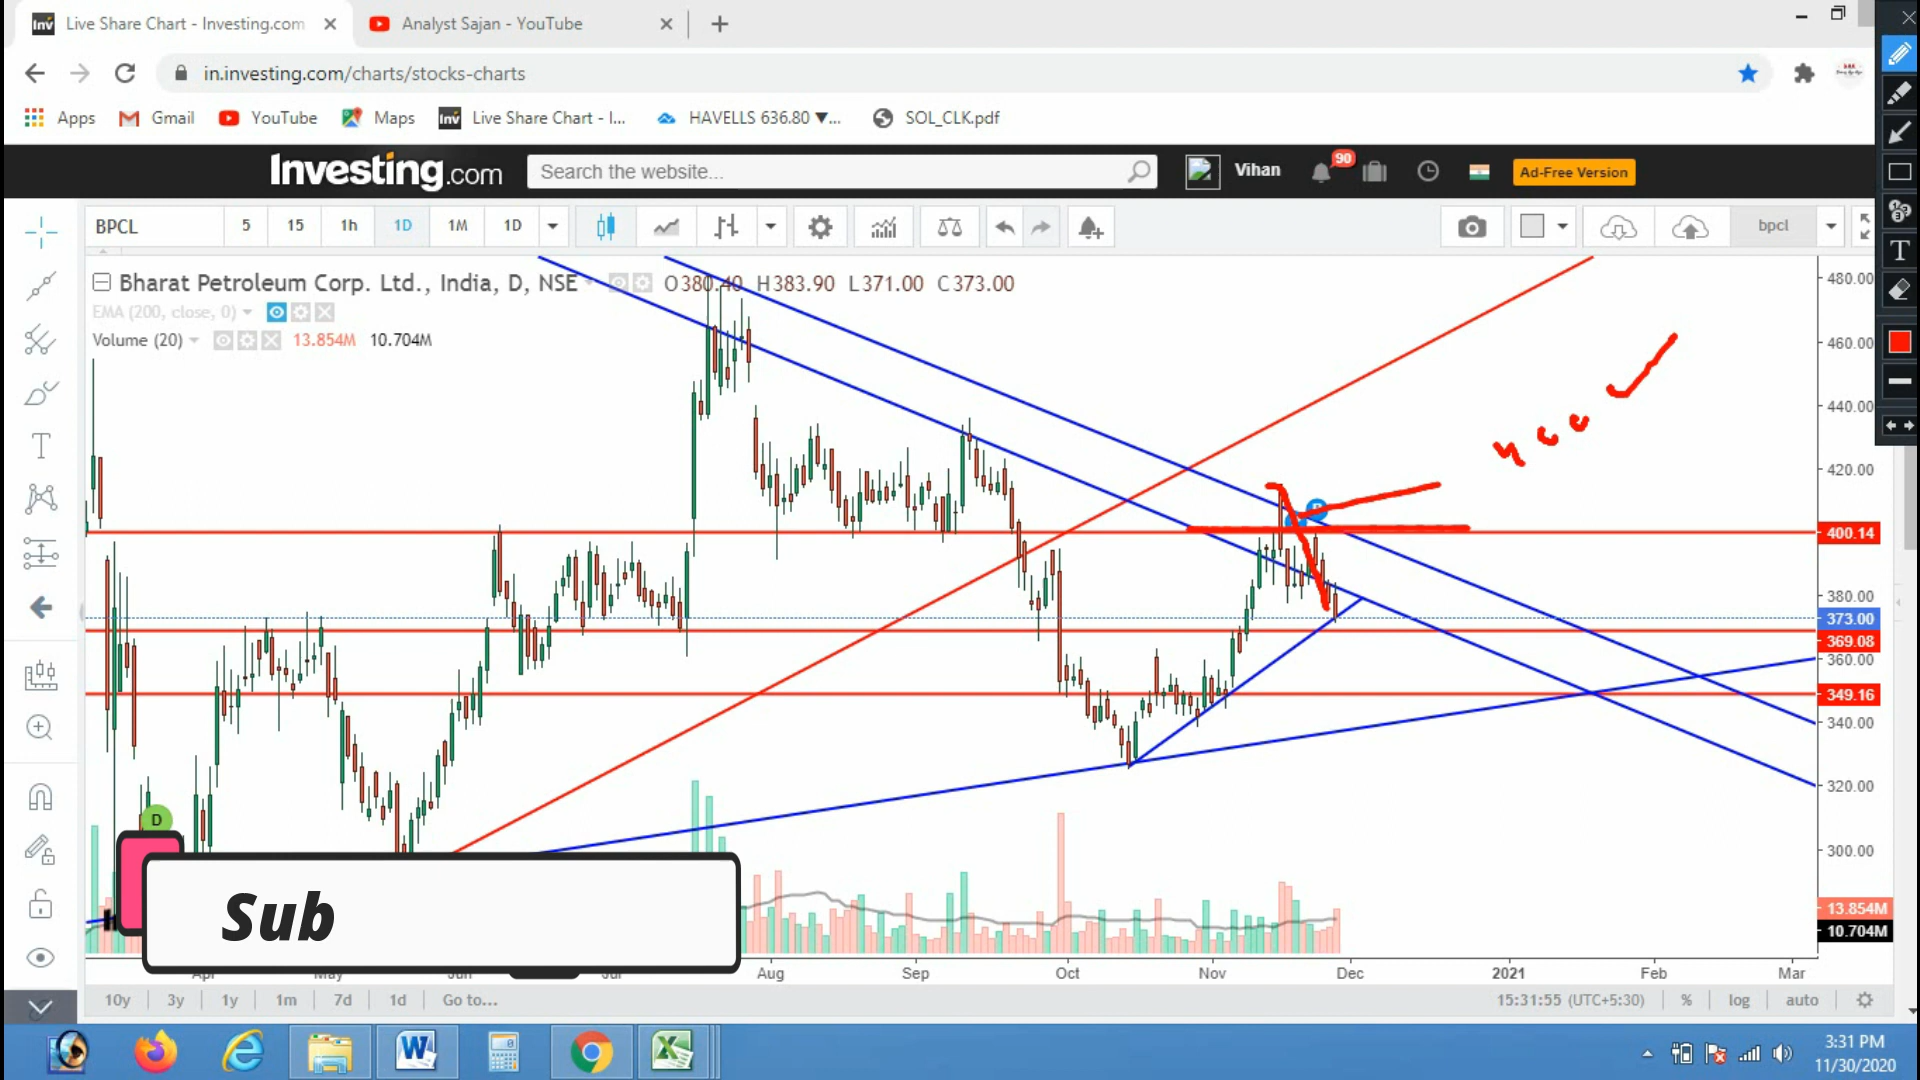 Live Share Chart - Investing.com
Analyst Sajan - YouTube
in.investing.com/charts/stocks-charts
Apps Gmail YouTube Maps Inv Live Share Chart - I... HAVELLS 636.80 ▼... SOL_CLK.pdf
Investing.com Search the website... Vihan 90 Ad-Free Version
BPCL 5 15 1h 1D 1M 1D bpcl
Bharat Petroleum Corp. Ltd., India, D, NSE O380.40 H383.90 L371.00 C373.00
EMA (200, close, 0)
Volume (20) 13.854M 10.704M
480.00
460.00
440.00
400
420.00
400.14
380.00
373.00
369.08
360.00
349.16
340.00
320.00
D
300.00
Sub
13.854M
10.704M
Apr May Jun Jul Aug Sep Oct Nov Dec 2021 Feb Mar
10y 3y 1y 1m 7d 1d Go to... 15:31:55 (UTC+5:30) % log auto
3:31 PM
11/30/2020